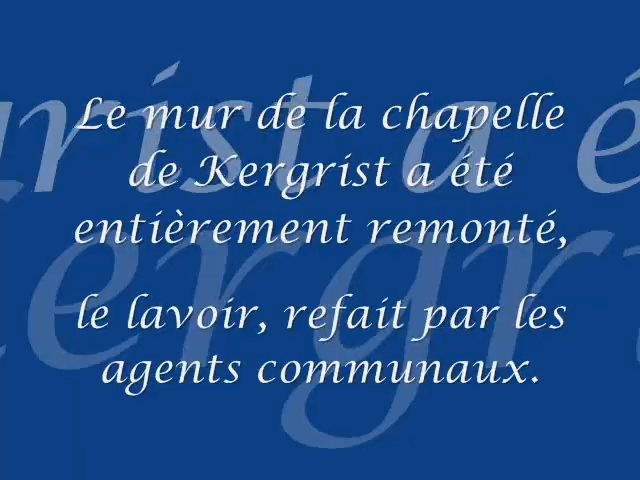 Le mur de la chapelle
de Kergrist a été
entièrement remonté,
le lavoir, refait par les
agents communaux.